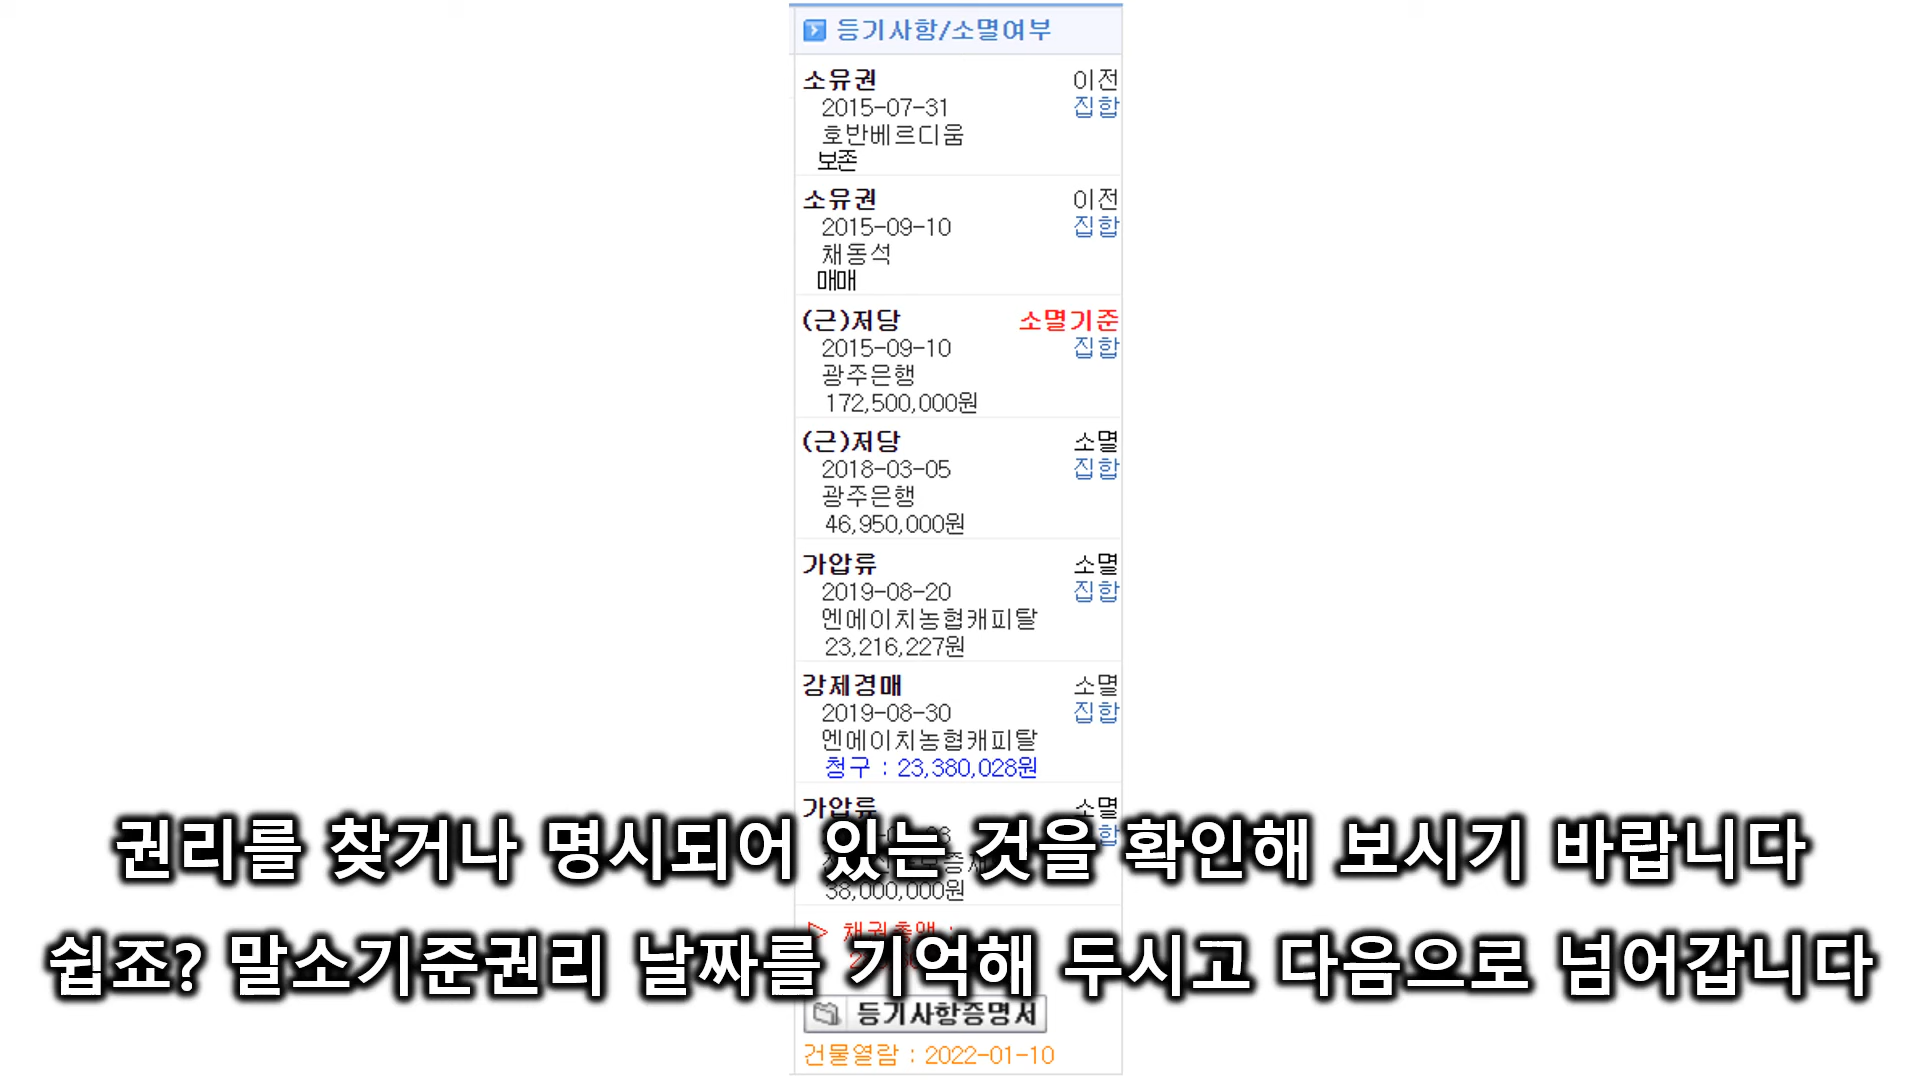 등기사항/소멸여부
소유권 이전
2015-07-31 집합
호반베르디움
보존
소유권 이전
2015-09-10 집합
채동석
매매
(근)저당 소멸기준
2015-09-10 집합
광주은행
172,500,000원
(근)저당 소멸
2018-03-05 집합
광주은행
46,950,000원
가압류 소멸
2019-08-20 집합
엔에이치농협캐피탈
23,216,227원
강제경매 소멸
2019-08-30 집합
엔에이치농협캐피탈
청구 : 23,380,028원
가압류 소멸
38,000,000원
▷ 채권총액 :
권리를 찾거나 명시되어 있는 것을 확인해 보시기 바랍니다
쉽죠? 말소기준권리 날짜를 기억해 두시고 다음으로 넘어갑니다
등기사항증명서
건물열람 : 2022-01-10